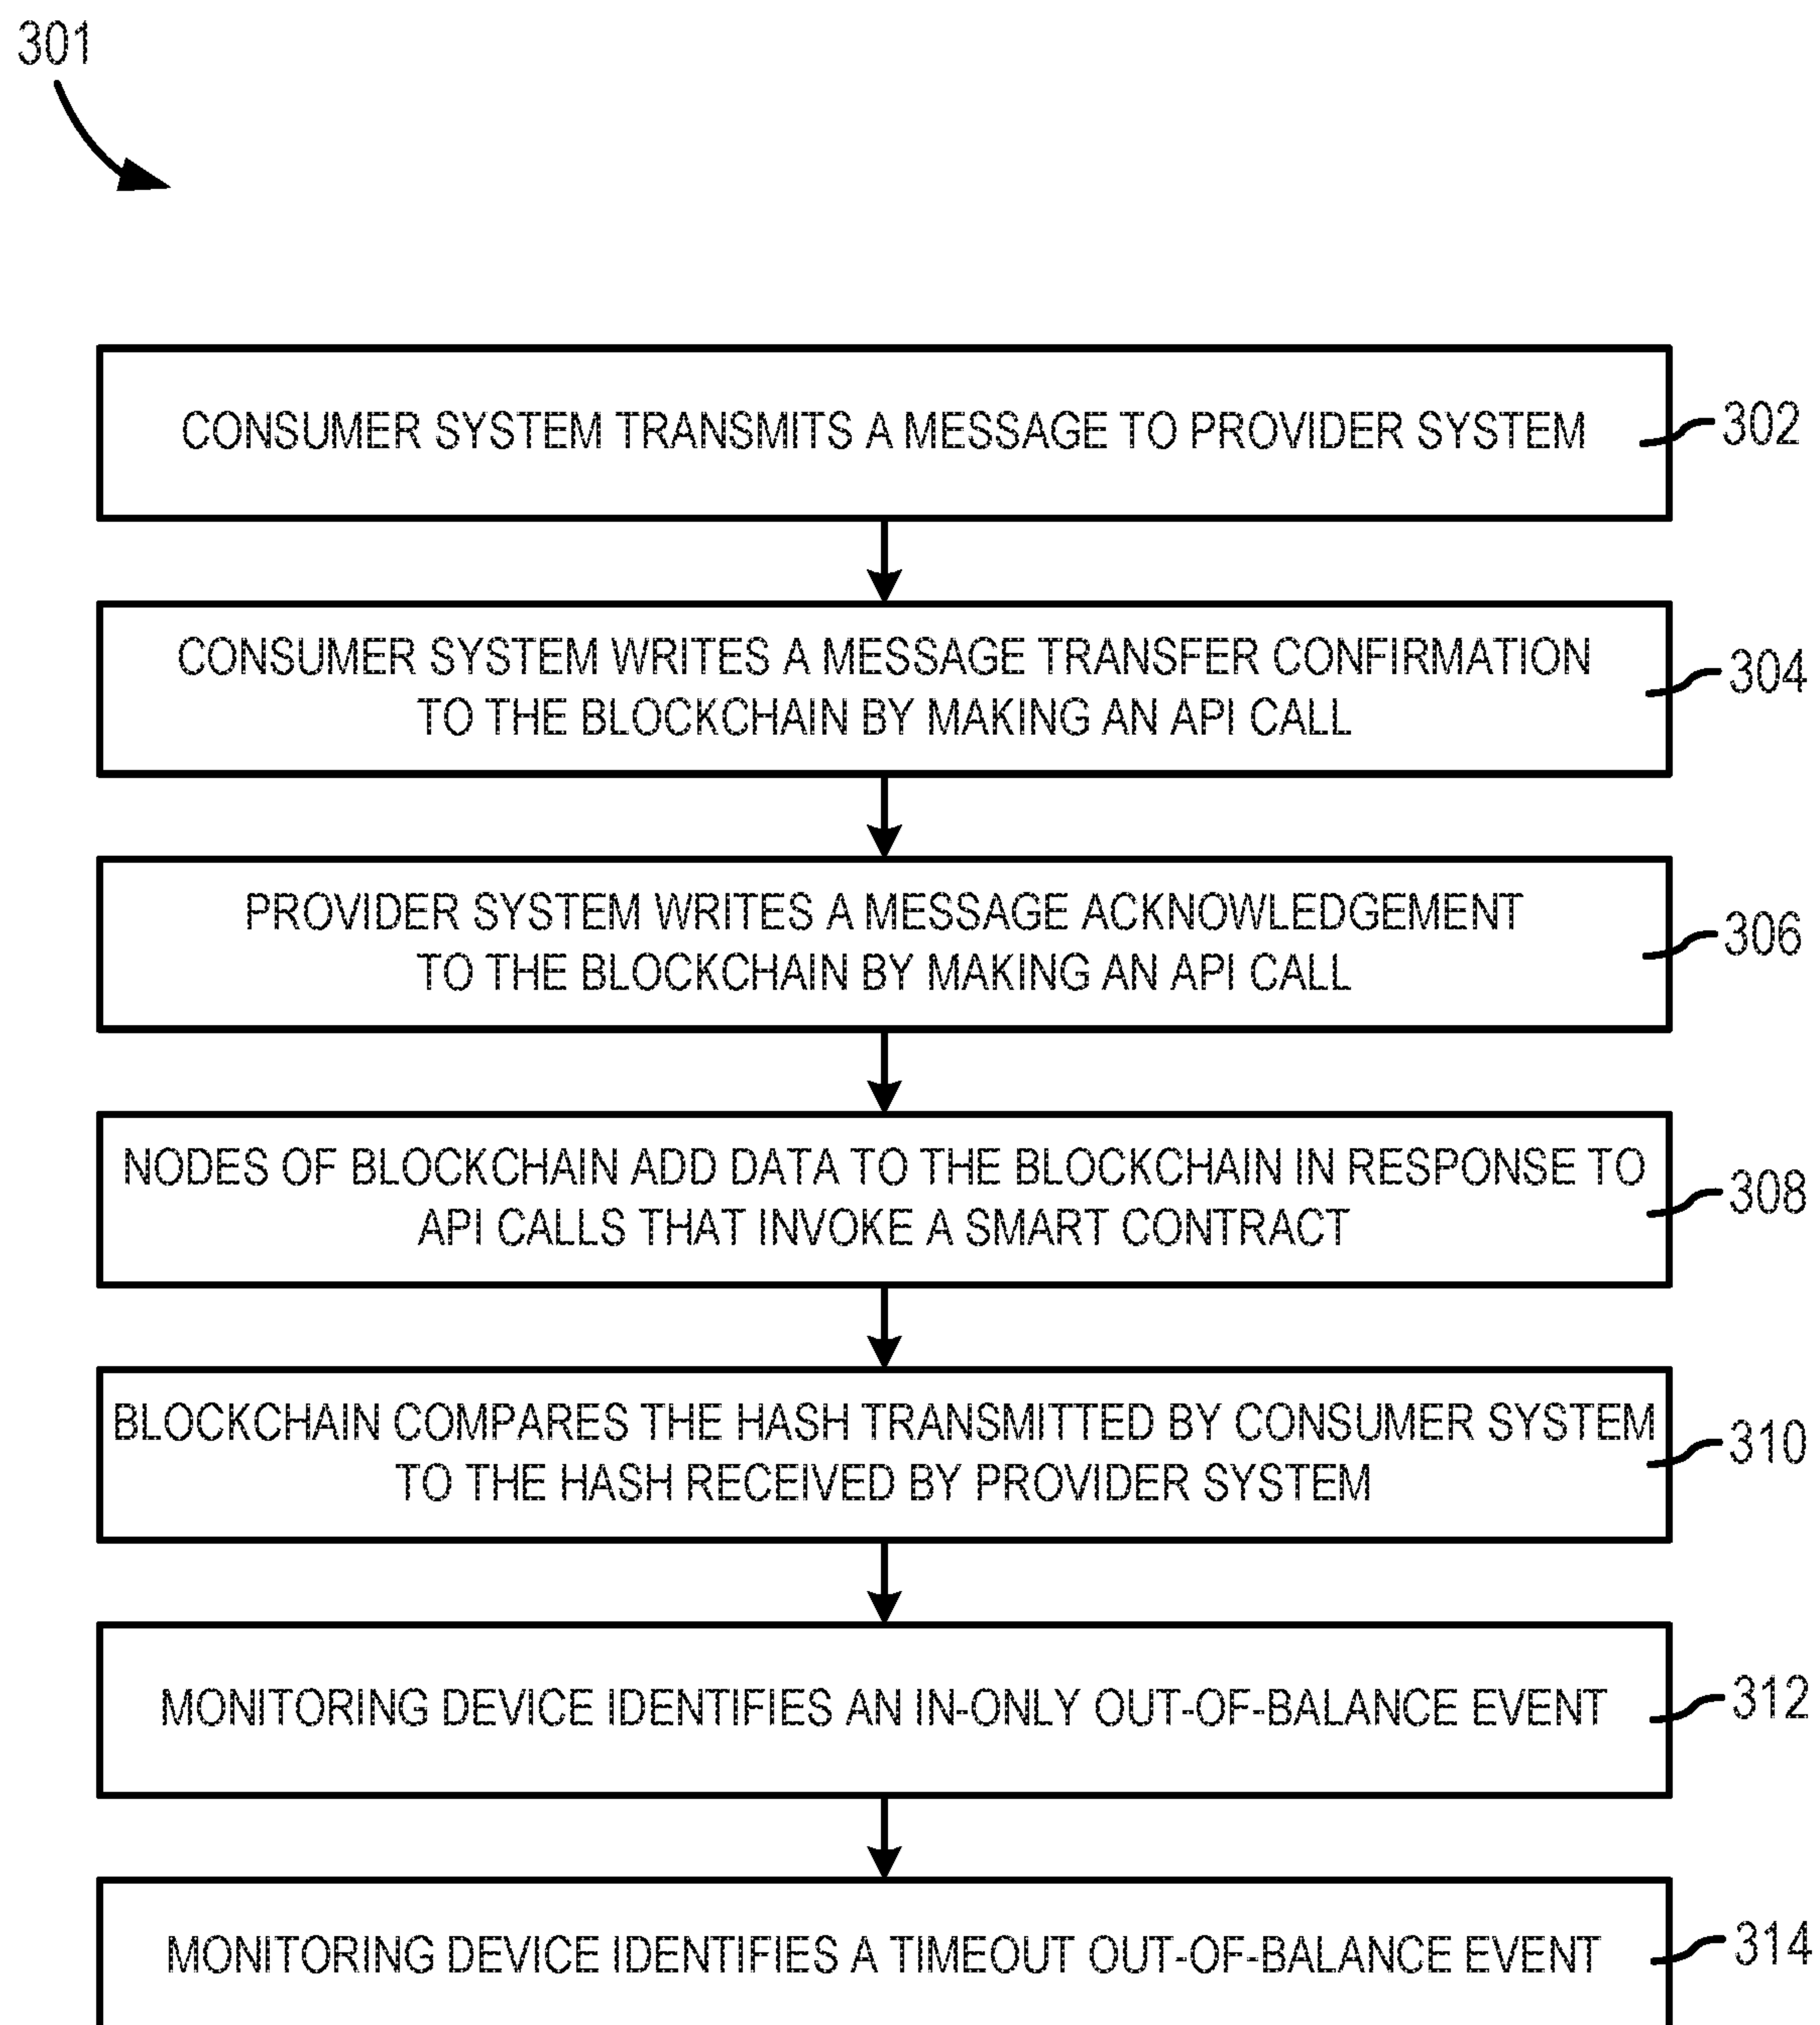 301
CONSUMER SYSTEM TRANSMITS A MESSAGE TO PROVIDER SYSTEM
302
CONSUMER SYSTEM WRITES A MESSAGE TRANSFER CONFIRMATION
TO THE BLOCKCHAIN BY MAKING AN API CALL
304
PROVIDER SYSTEM WRITES A MESSAGE ACKNOWLEDGEMENT
TO THE BLOCKCHAIN BY MAKING AN API CALL
306
NODES OF BLOCKCHAIN ADD DATA TO THE BLOCKCHAIN IN RESPONSE TO
API CALLS THAT INVOKE A SMART CONTRACT
308
BLOCKCHAIN COMPARES THE HASH TRANSMITTED BY CONSUMER SYSTEM
TO THE HASH RECEIVED BY PROVIDER SYSTEM
310
MONITORING DEVICE IDENTIFIES AN IN-ONLY OUT-OF-BALANCE EVENT
312
MONITORING DEVICE IDENTIFIES A TIMEOUT OUT-OF-BALANCE EVENT
314